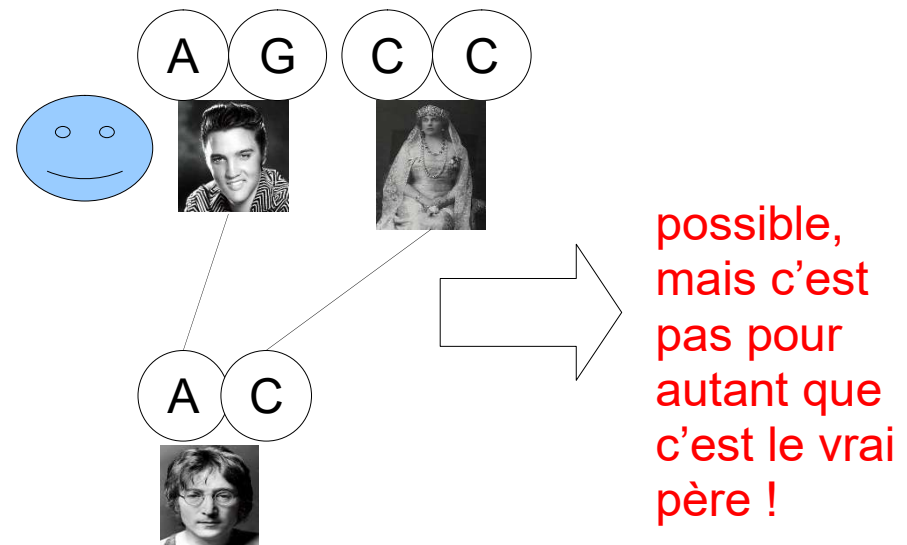 A G C C
possible,
mais c’est
pas pour
autant que
c’est le vrai
père !
A C